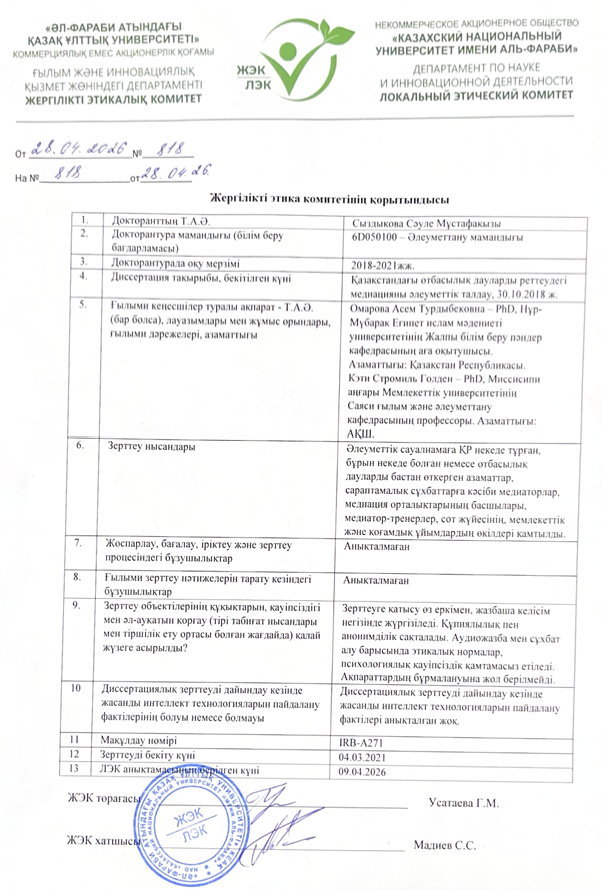 «ӘЛ-ФАРАБИ АТЫНДАҒЫ
ҚАЗАҚ ҰЛТТЫҚ УНИВЕРСИТЕТІ»
КОММЕРЦИЯЛЫҚ ЕМЕС АКЦИОНЕРЛІК ҚОҒАМЫ
ҒЫЛЫМ ЖӘНЕ ИННОВАЦИЯЛЫҚ
ҚЫЗМЕТ ЖӨНІНДЕГІ ДЕПАРТАМЕНТІ
ЖЕРГІЛІКТІ ЭТИКАЛЫҚ КОМИТЕТ
ЖЭК
ЛЭК
НЕКОММЕРЧЕСКОЕ АКЦИОНЕРНОЕ ОБЩЕСТВО
«КАЗАХСКИЙ НАЦИОНАЛЬНЫЙ
УНИВЕРСИТЕТ ИМЕНИ АЛЬ-ФАРАБИ»
ДЕПАРТАМЕНТ ПО НАУКЕ
И ИННОВАЦИОННОЙ ДЕЯТЕЛЬНОСТИ
ЛОКАЛЬНЫЙ ЭТИЧЕСКИЙ КОМИТЕТ
От 28.04.2026 № 818
На № 818 от 28.04.26
Жергілікті этика комитетінің қорытындысы
1. Докторанттың Т.А.Ә. Сыздыкова Сәуле Мұстафақызы
2. Докторантура мамандығы (білім беру
бағдарламасы)
6D050100 – Әлеуметтану мамандығы
3. Докторантурада оқу мерзімі 2018-2021жж.
4. Диссертация тақырыбы, бекітілген күні
Қазақстандағы отбасылық дауларды реттеудегі
медиацияны әлеуметтік талдау, 30.10.2018 ж.
5. Ғылыми кеңесшілер туралы ақпарат - Т.А.Ә.
(бар болса), лауазымдары мен жұмыс орындары,
ғылыми дәрежелері, азаматтығы
Омарова Асем Турдыбековна – PhD, Нұр-
Мүбарак Египет ислам мәдениеті
университетінің Жалпы білім беру пәндер
кафедрасының аға оқытушысы.
Азаматтығы: Қазақстан Республикасы.
Кэти Стромиль Голден – PhD, Миссисипи
аңғары Мемлекеттік университетінің
Саяси ғылым және әлеуметтану
кафедрасының профессоры. Азаматтығы:
АҚШ.
6. Зерттеу нысандары
Әлеуметтік сауалнамаға ҚР некеде тұрған,
бұрын некеде болған немесе отбасылық
дауларды бастан өткерген азаматтар,
сараптамалық сұхбаттарға кәсіби медиаторлар,
медиация орталықтарының басшылары,
медиатор-тренерлер, сот жүйесінің, мемлекеттік
және қоғамдық ұйымдардың өкілдері қамтылды.
7. Жоспарлау, бағалау, іріктеу және зерттеу
процесіндегі бұзушылықтар
Анықталмаған
8. Ғылыми зерттеу нәтижелерін тарату кезіндегі
бұзушылықтар
Анықталмаған
9. Зерттеу объектілерінің құқықтарын, қауіпсіздігі
мен әл-ауқатын қорғау (тірі табиғат нысандары
мен тіршілік ету ортасы болған жағдайда) қалай
жүзеге асырылды?
Зерттеуге қатысу өз еркімен, жазбаша келісім
негізінде жүргізіледі. Құпиялылық пен
анонимділік сақталады. Аудиожазба мен сұхбат
алу барысында этикалық нормалар,
психологиялық қауіпсіздік қамтамасыз етіледі.
Ақпараттардың бұрмалануына жол берілмейді.
10 Диссертациялық зерттеуді дайындау кезінде
жасанды интеллект технологияларын пайдалану
фактілерінің болуы немесе болмауы
Диссертациялық зерттеуді дайындау кезінде
жасанды интеллект технологияларын пайдалану
фактілері анықталған жоқ.
11 Мақұлдау нөмірі IRB-A271
12 Зерттеуді бекіту күні 04.03.2021
13 ЛЭК анықтамасының берілген күні 09.04.2026
ЖЭК төрағасы Усатаева Г.М.
ЖЭК хатшысы Мадиев С.С.
ЖЭК
ЛЭК